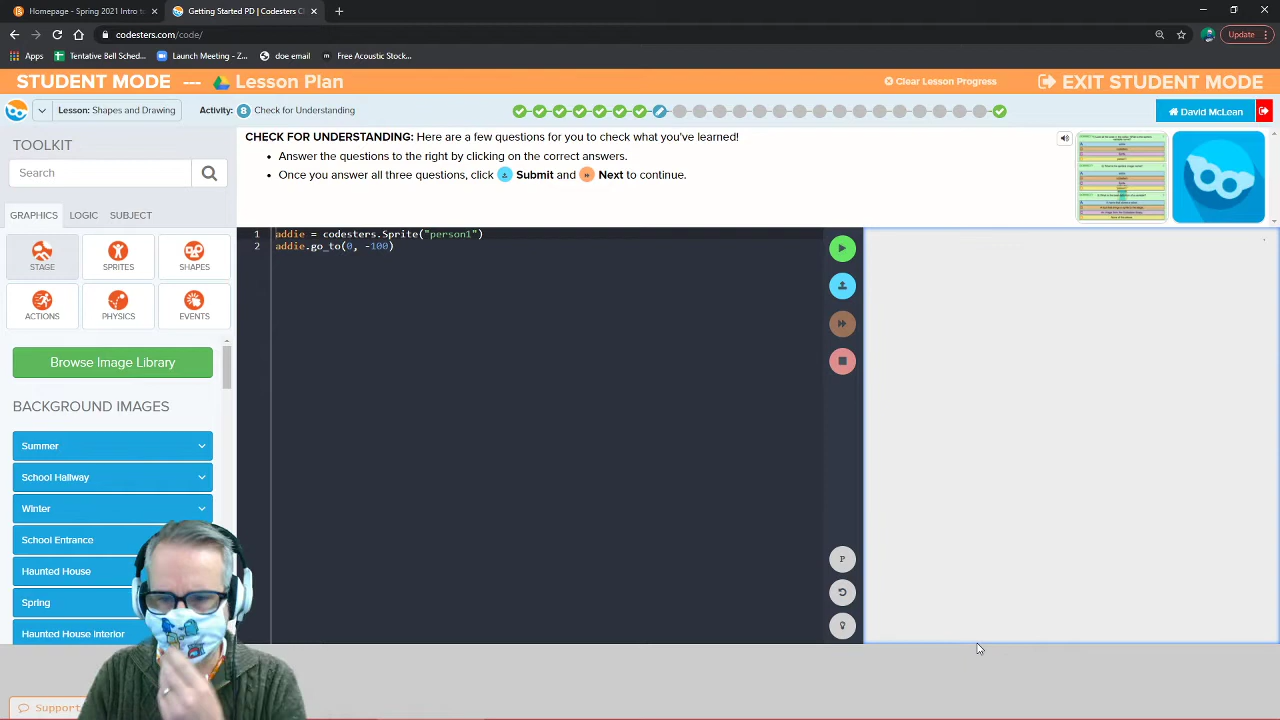 Homepage - Spring 2021 Intro t
Getting Started PD | Codesters Cl
codesters.com/code/
Update
Apps
Tentative Bell Sched...
Launch Meeting - Z...
doe email
Free Acoustic Stock...
STUDENT MODE --- Lesson Plan
Clear Lesson Progress
EXIT STUDENT MODE
Lesson: Shapes and Drawing
Activity: 8 Check for Understanding
David McLean
TOOLKIT
Search
CHECK FOR UNDERSTANDING: Here are a few questions for you to check what you've learned!
Answer the questions to the right by clicking on the correct answers.
Once you answer all the questions, click Submit and Next to continue.
GRAPHICS
LOGIC
SUBJECT
STAGE
SPRITES
SHAPES
ACTIONS
PHYSICS
EVENTS
1 addie = codesters.Sprite("person1")
2 addie.go_to(0, -100)
Browse Image Library
BACKGROUND IMAGES
Summer
School Hallway
Winter
School Entrance
Haunted House
Spring
Haunted House Interior
P
Support